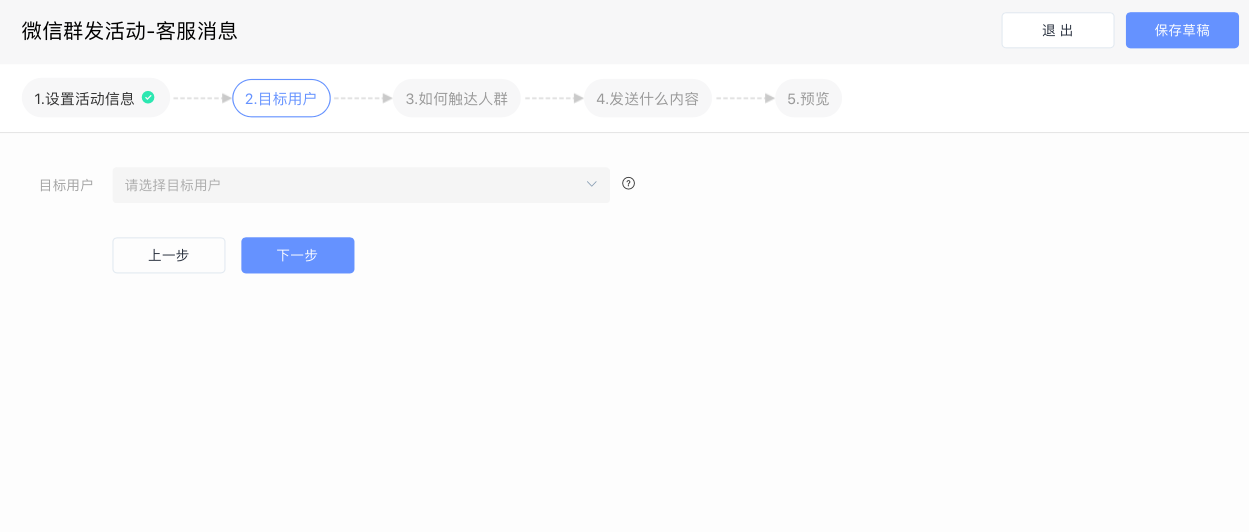 微信群发活动-客服消息
退 出
保存草稿
1.设置活动信息
2.目标用户
3.如何触达人群
4.发送什么内容
5.预览
目标用户
请选择目标用户
?
上一步
下一步